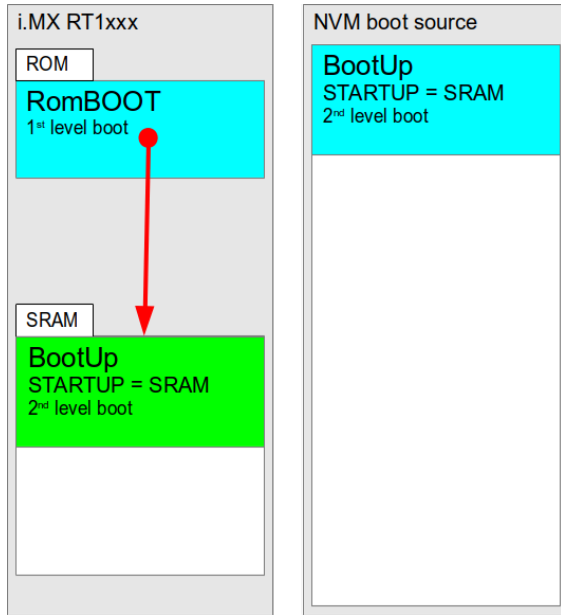 i.MX RT1xxx
ROM
RomBOOT
1st level boot
SRAM
BootUp
STARTUP = SRAM
2nd level boot
NVM boot source
BootUp
STARTUP = SRAM
2nd level boot